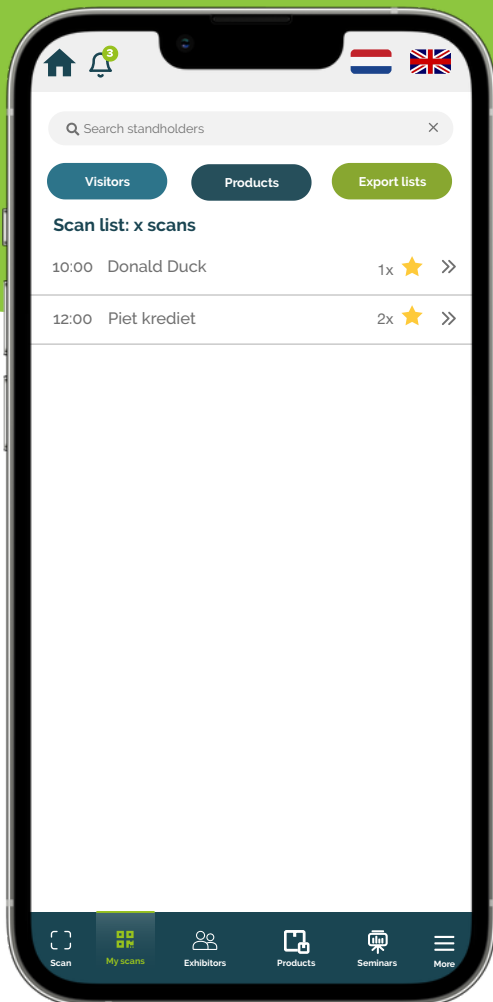 3
Search standholders
Visitors
Products
Export lists
Scan list: x scans
10:00 Donald Duck 1x
12:00 Piet krediet 2x
Scan
My scans
Exhibitors
Products
Seminars
More